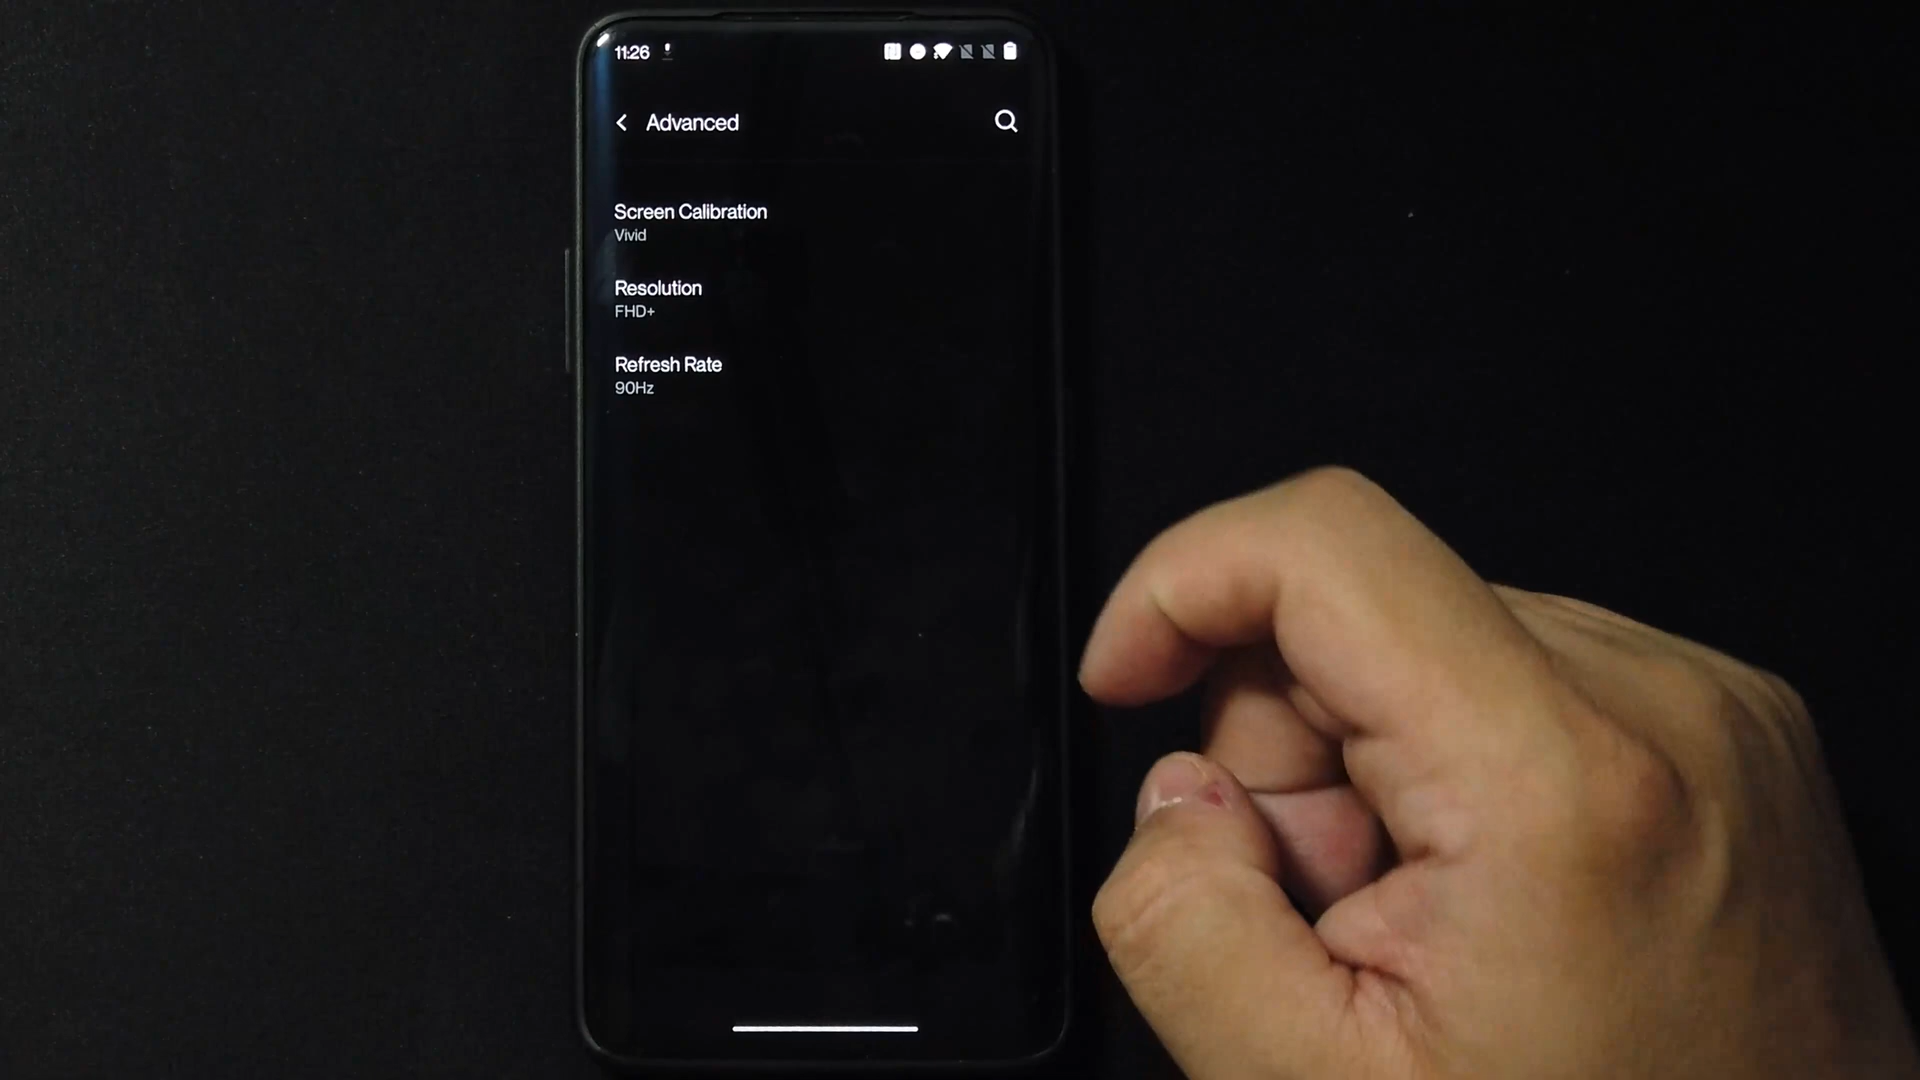 11:26
Advanced
Screen Calibration
Vivid
Resolution
FHD+
Refresh Rate
90Hz